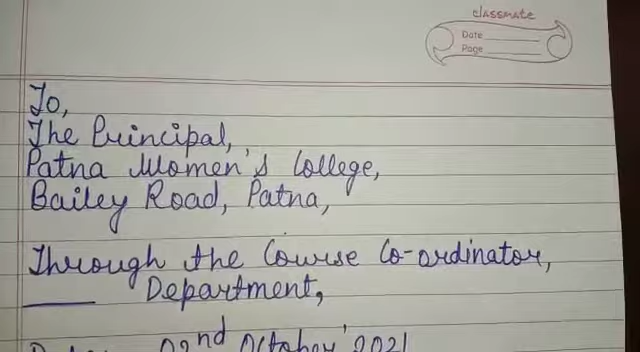 classmate
Date
Page
To,
The Principal,
Patna Women's College,
Bailey Road, Patna,
Through the Course Co-ordinator,
Department,
02nd October' 2021